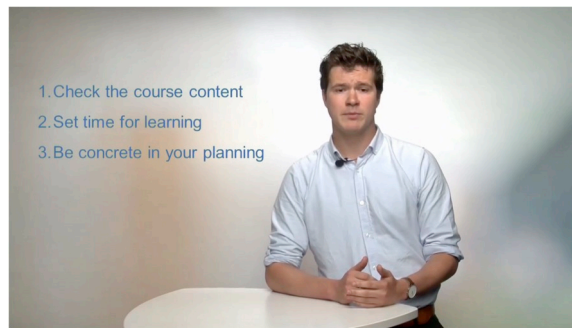 1.Check the course content
2.Set time for learning
3.Be concrete in your planning